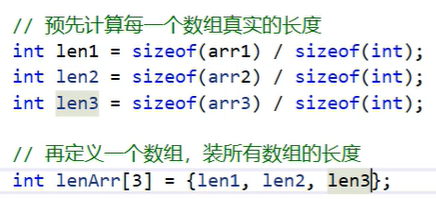 // 预先计算每一个数组真实的长度
int len1 = sizeof(arr1) / sizeof(int);
int len2 = sizeof(arr2) / sizeof(int);
int len3 = sizeof(arr3) / sizeof(int);
// 再定义一个数组，装所有数组的长度
int lenArr[3] = {len1, len2, len3};